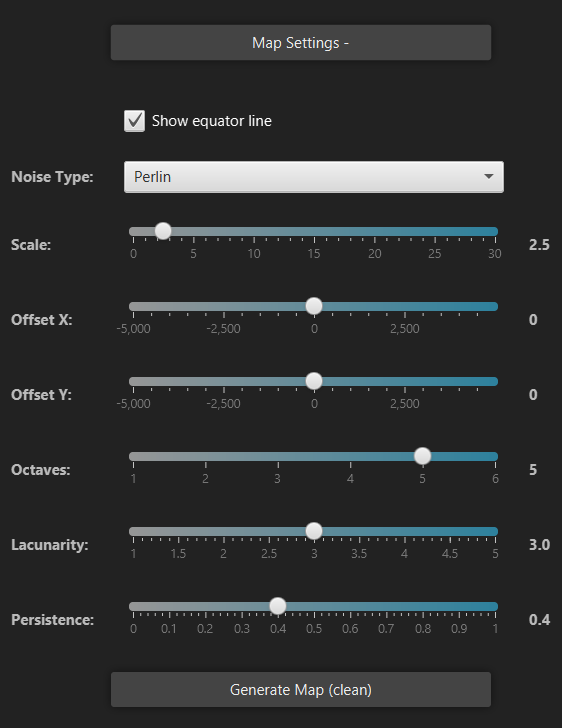 Map Settings -
Show equator line
Noise Type: Perlin
Scale: 2.5
0 5 10 15 20 25 30
Offset X: 0
-5,000 -2,500 0 2,500
Offset Y: 0
-5,000 -2,500 0 2,500
Octaves: 5
1 2 3 4 5 6
Lacunarity: 3.0
1 1.5 2 2.5 3 3.5 4 4.5 5
Persistence: 0.4
0 0.1 0.2 0.3 0.4 0.5 0.6 0.7 0.8 0.9 1
Generate Map (clean)